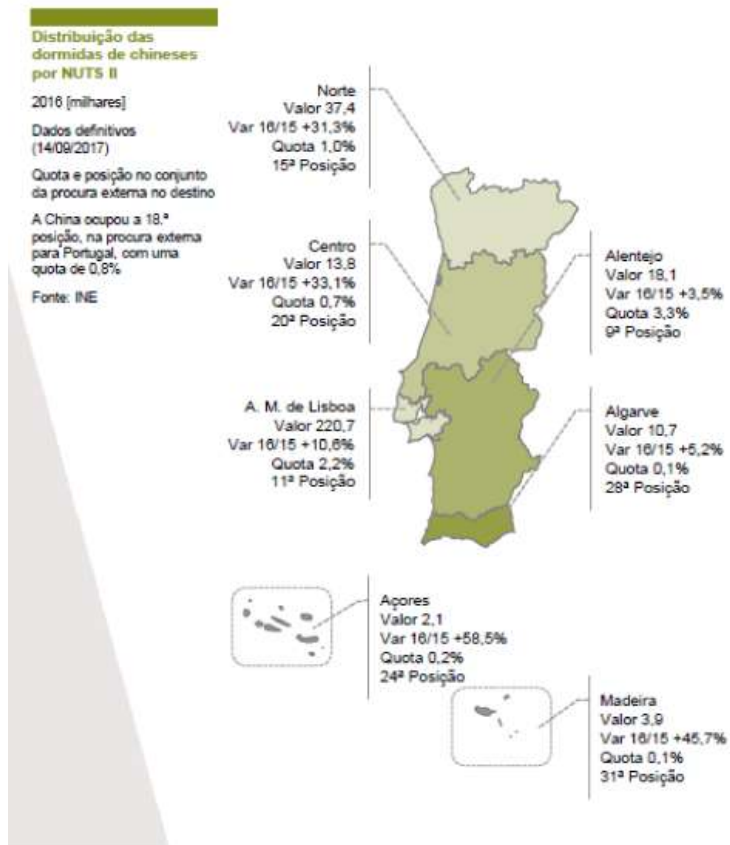 Distribuição das
dormidas de chineses
por NUTS II
2016 [milhares]
Dados definitivos
(14/09/2017)
Quota e posição no conjunto
da procura externa no destino
A China ocupou a 18.ª
posição, na procura externa
para Portugal, com uma
quota de 0,8%
Fonte: INE
Norte
Valor 37,4
Var 16/15 +31,3%
Quota 1,0%
15ª Posição
Centro
Valor 13,8
Var 16/15 +33,1%
Quota 0,7%
20ª Posição
Alentejo
Valor 18,1
Var 16/15 +3,5%
Quota 3,3%
9ª Posição
A. M. de Lisboa
Valor 220,7
Var 16/15 +10,6%
Quota 2,2%
11ª Posição
Algarve
Valor 10,7
Var 16/15 +5,2%
Quota 0,1%
28ª Posição
Açores
Valor 2,1
Var 16/15 +58,5%
Quota 0,2%
24ª Posição
Madeira
Valor 3,9
Var 16/15 +45,7%
Quota 0,1%
31ª Posição